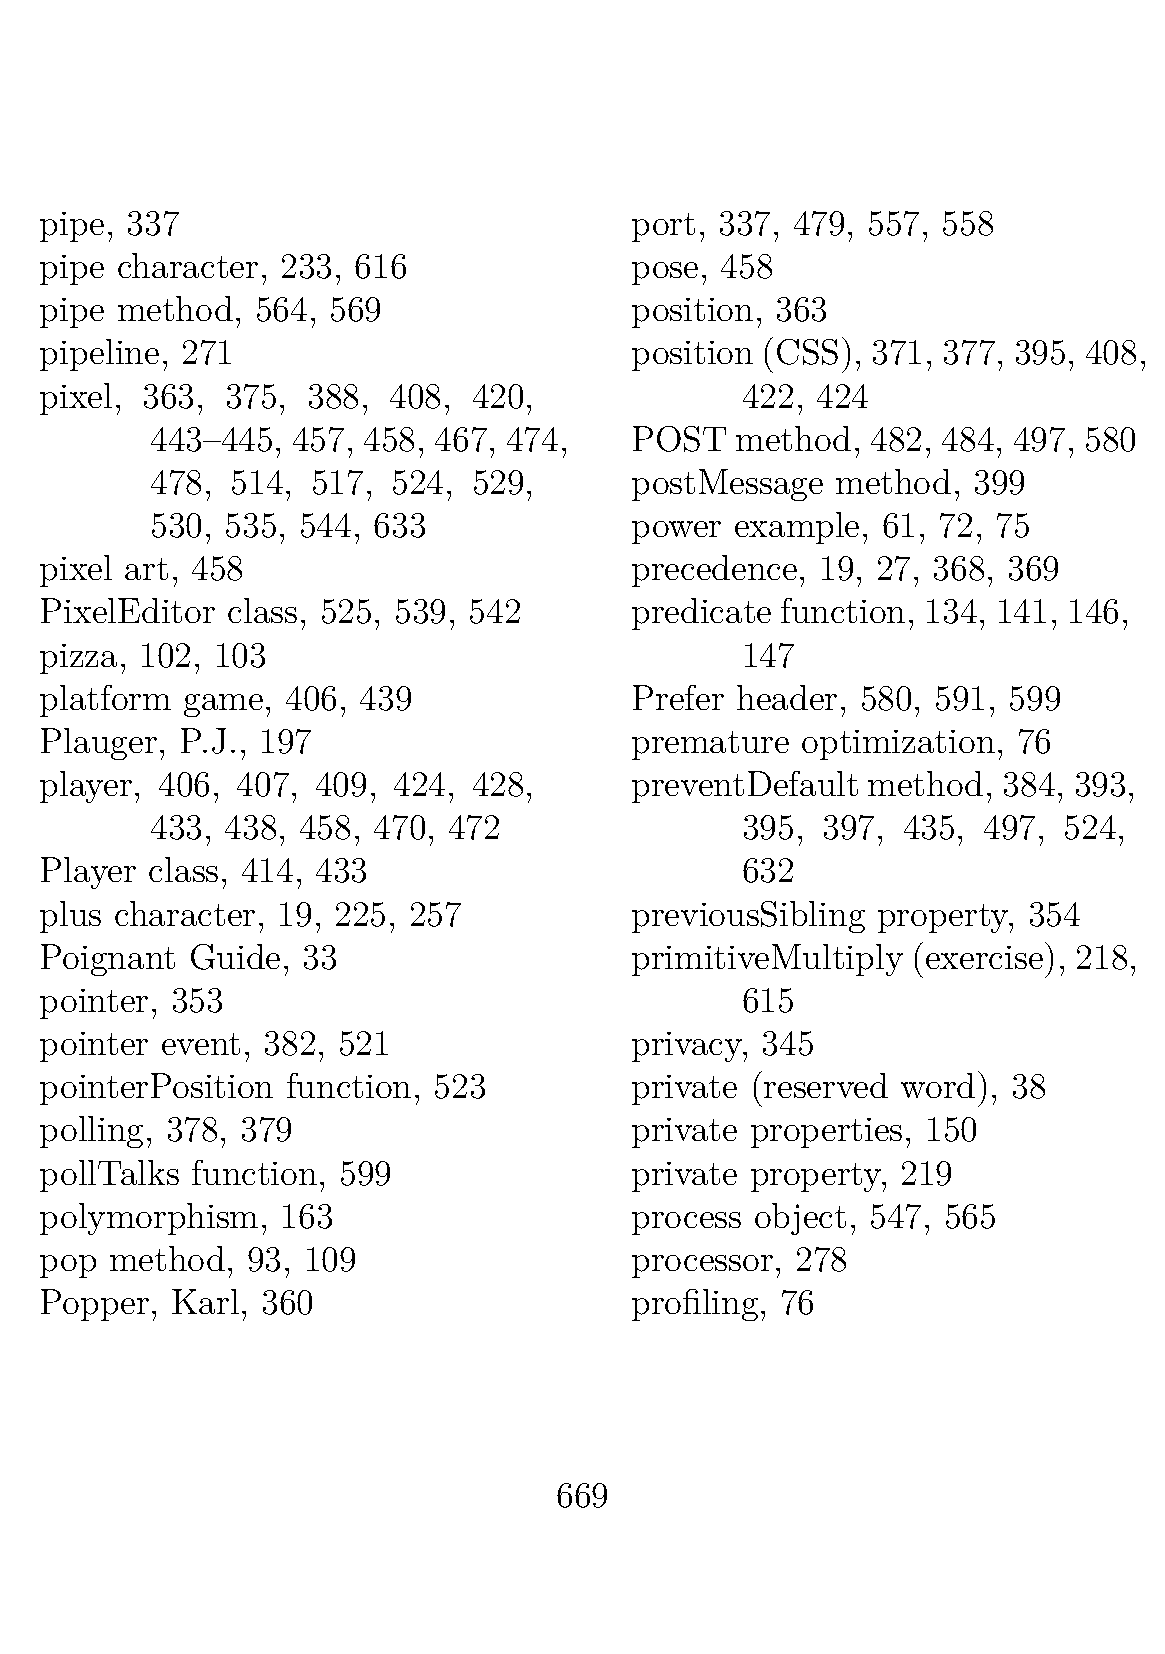 pipe, 337
pipe character, 233, 616
pipe method, 564, 569
pipeline, 271
pixel, 363, 375, 388, 408, 420,
443–445, 457, 458, 467, 474,
478, 514, 517, 524, 529,
530, 535, 544, 633
pixel art, 458
PixelEditor class, 525, 539, 542
pizza, 102, 103
platform game, 406, 439
Plauger, P.J., 197
player, 406, 407, 409, 424, 428,
433, 438, 458, 470, 472
Player class, 414, 433
plus character, 19, 225, 257
Poignant Guide, 33
pointer, 353
pointer event, 382, 521
pointerPosition function, 523
polling, 378, 379
pollTalks function, 599
polymorphism, 163
pop method, 93, 109
Popper, Karl, 360
port, 337, 479, 557, 558
pose, 458
position, 363
position (CSS), 371, 377, 395, 408,
422, 424
POST method, 482, 484, 497, 580
postMessage method, 399
power example, 61, 72, 75
precedence, 19, 27, 368, 369
predicate function, 134, 141, 146,
147
Prefer header, 580, 591, 599
premature optimization, 76
preventDefault method, 384, 393,
395, 397, 435, 497, 524,
632
previousSibling property, 354
primitiveMultiply (exercise), 218,
615
privacy, 345
private (reserved word), 38
private properties, 150
private property, 219
process object, 547, 565
processor, 278
profiling, 76
669